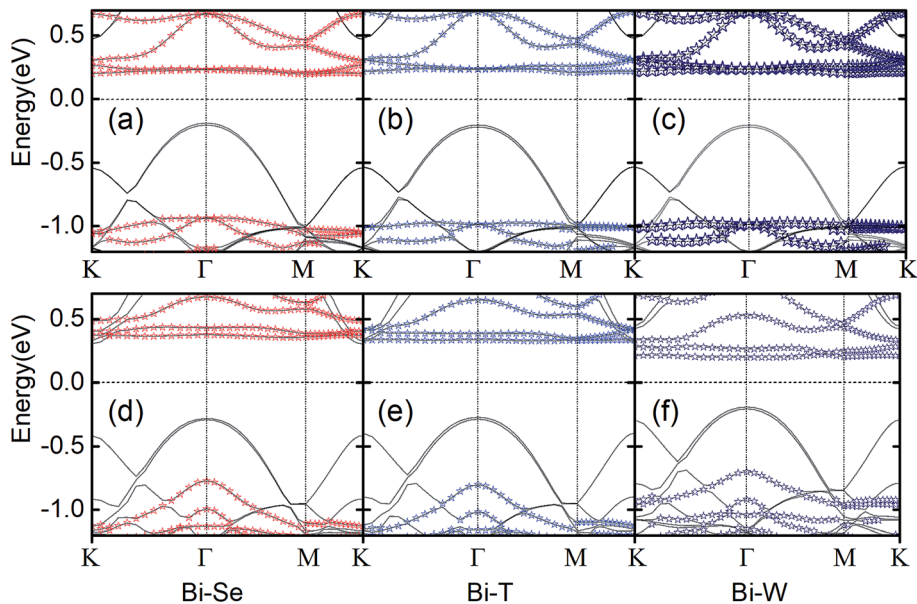 Energy(eV)
0.5
0.0
-0.5
-1.0
(a)
(b)
(c)
K Γ M K Γ M K Γ M K
Energy(eV)
0.5
0.0
-0.5
-1.0
(d)
(e)
(f)
K Γ M K Γ M K Γ M K
Bi-Se Bi-T Bi-W